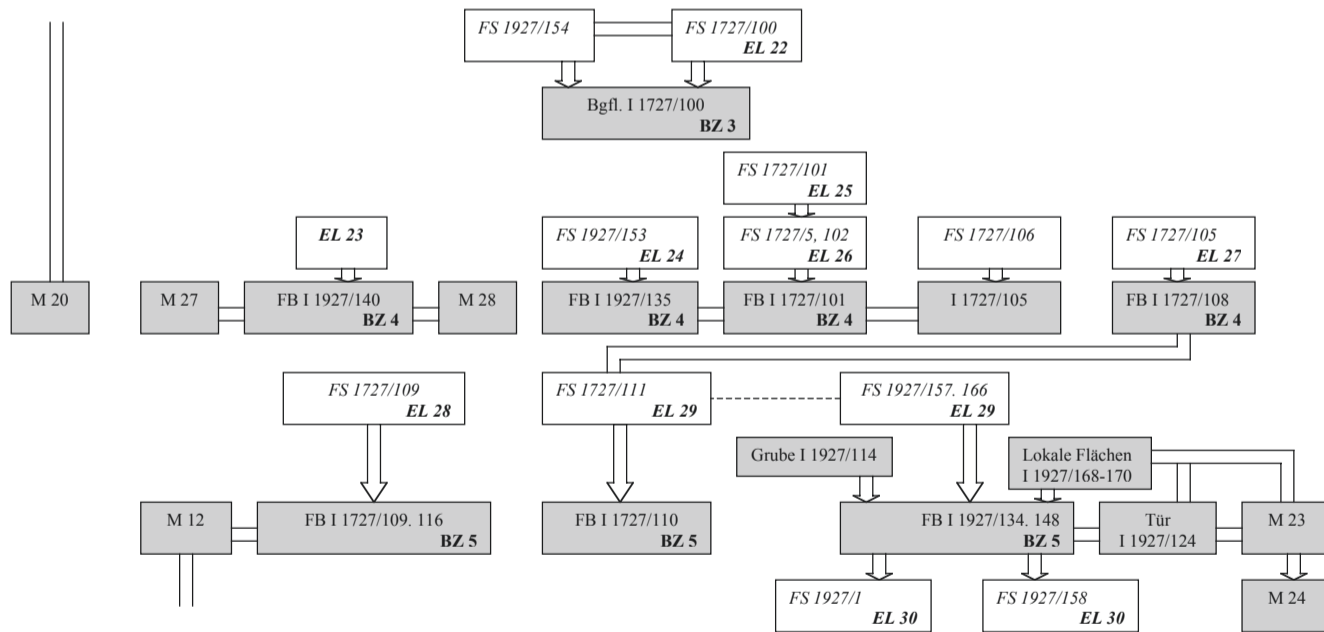 FS 1927/154
FS 1727/100
EL 22
Bgfl. I 1727/100
BZ 3
FS 1727/101
EL 25
EL 23
FS 1927/153
EL 24
FS 1727/5, 102
EL 26
FS 1727/106
FS 1727/105
EL 27
M 20
M 27
FB I 1927/140
BZ 4
M 28
FB I 1927/135
BZ 4
FB I 1727/101
BZ 4
I 1727/105
FB I 1727/108
BZ 4
FS 1727/109
EL 28
FS 1727/111
EL 29
FS 1927/157. 166
EL 29
Grube I 1927/114
Lokale Flächen
I 1927/168-170
M 12
FB I 1727/109. 116
BZ 5
FB I 1727/110
BZ 5
FB I 1927/134. 148
BZ 5
Tür
I 1927/124
M 23
FS 1927/1
EL 30
FS 1927/158
EL 30
M 24